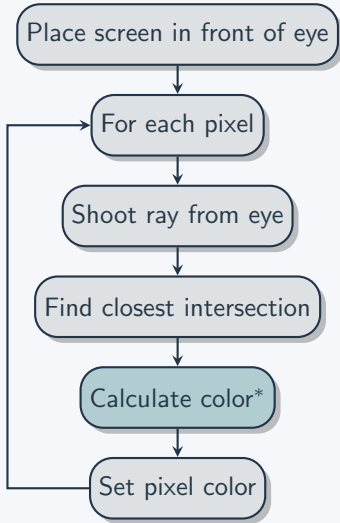 Place screen in front of eye
For each pixel
Shoot ray from eye
Find closest intersection
Calculate color*
Set pixel color